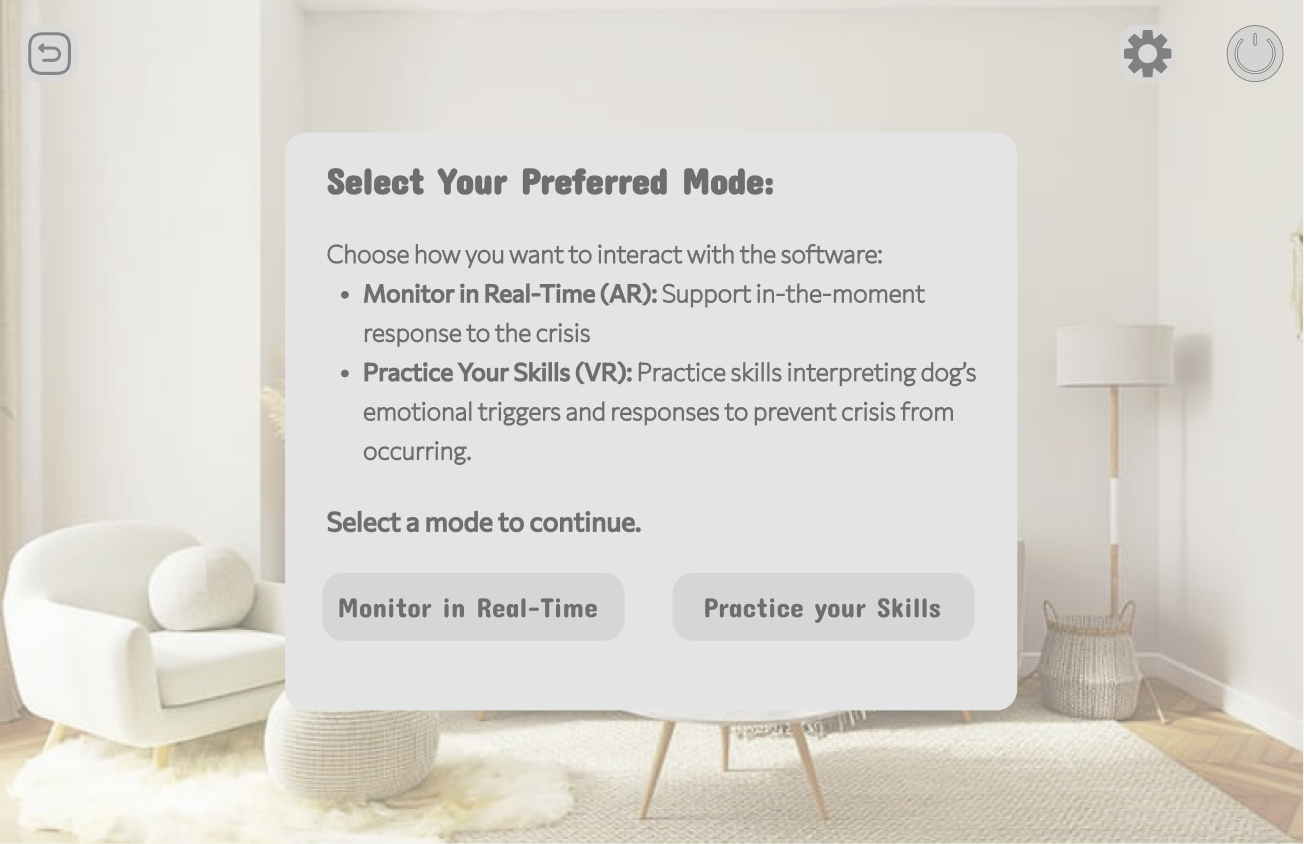 Select Your Preferred Mode:
Choose how you want to interact with the software:
• Monitor in Real-Time (AR): Support in-the-moment
response to the crisis
• Practice Your Skills (VR): Practice skills interpreting dog’s
emotional triggers and responses to prevent crisis from
occurring.
Select a mode to continue.
Monitor in Real-Time
Practice your Skills